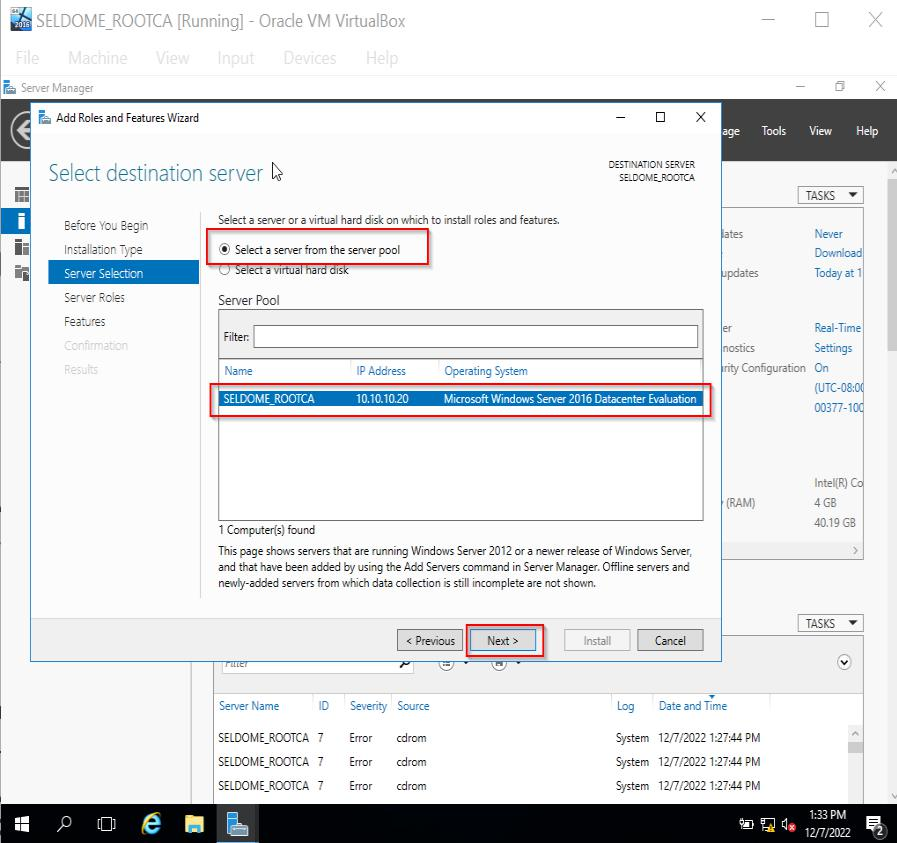 SELDOME_ROOTCA [Running] - Oracle VM VirtualBox
File Machine View Input Devices Help
Server Manager
Add Roles and Features Wizard
age Tools View Help
Select destination server
DESTINATION SERVER
SELDOME_ROOTCA
TASKS
Before You Begin
Installation Type
Server Selection
Server Roles
Features
Confirmation
Results
Select a server or a virtual hard disk on which to install roles and features.
Select a server from the server pool
Select a virtual hard disk
Server Pool
Filter:
Name IP Address Operating System
SELDOME_ROOTCA 10.10.10.20 Microsoft Windows Server 2016 Datacenter Evaluation
1 Computer(s) found
This page shows servers that are running Windows Server 2012 or a newer release of Windows Server,
and that have been added by using the Add Servers command in Server Manager. Offline servers and
newly-added servers from which data collection is still incomplete are not shown.
< Previous Next > Install Cancel
lates Never
Download
updates Today at 1
er Real-Time
nostics Settings
rity Configuration On
(UTC-08:00
00377-100
Intel(R) Co
(RAM) 4 GB
40.19 GB
TASKS
Filter
Server Name ID Severity Source Log Date and Time
SELDOME_ROOTCA 7 Error cdrom System 12/7/2022 1:27:44 PM
SELDOME_ROOTCA 7 Error cdrom System 12/7/2022 1:27:44 PM
SELDOME_ROOTCA 7 Error cdrom System 12/7/2022 1:27:44 PM
1:33 PM
12/7/2022
2